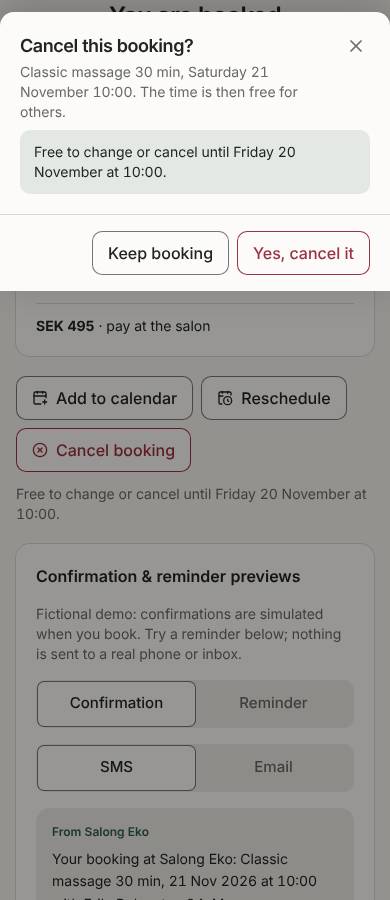 Cancel this booking?
Classic massage 30 min, Saturday 21
November 10:00. The time is then free for
others.
Free to change or cancel until Friday 20
November at 10:00.
Keep booking
Yes, cancel it
SEK 495 · pay at the salon
Add to calendar
Reschedule
Cancel booking
Free to change or cancel until Friday 20 November at
10:00.
Confirmation & reminder previews
Fictional demo: confirmations are simulated
when you book. Try a reminder below; nothing
is sent to a real phone or inbox.
Confirmation
Reminder
SMS
Email
From Salong Eko
Your booking at Salong Eko: Classic
massage 30 min, 21 Nov 2026 at 10:00